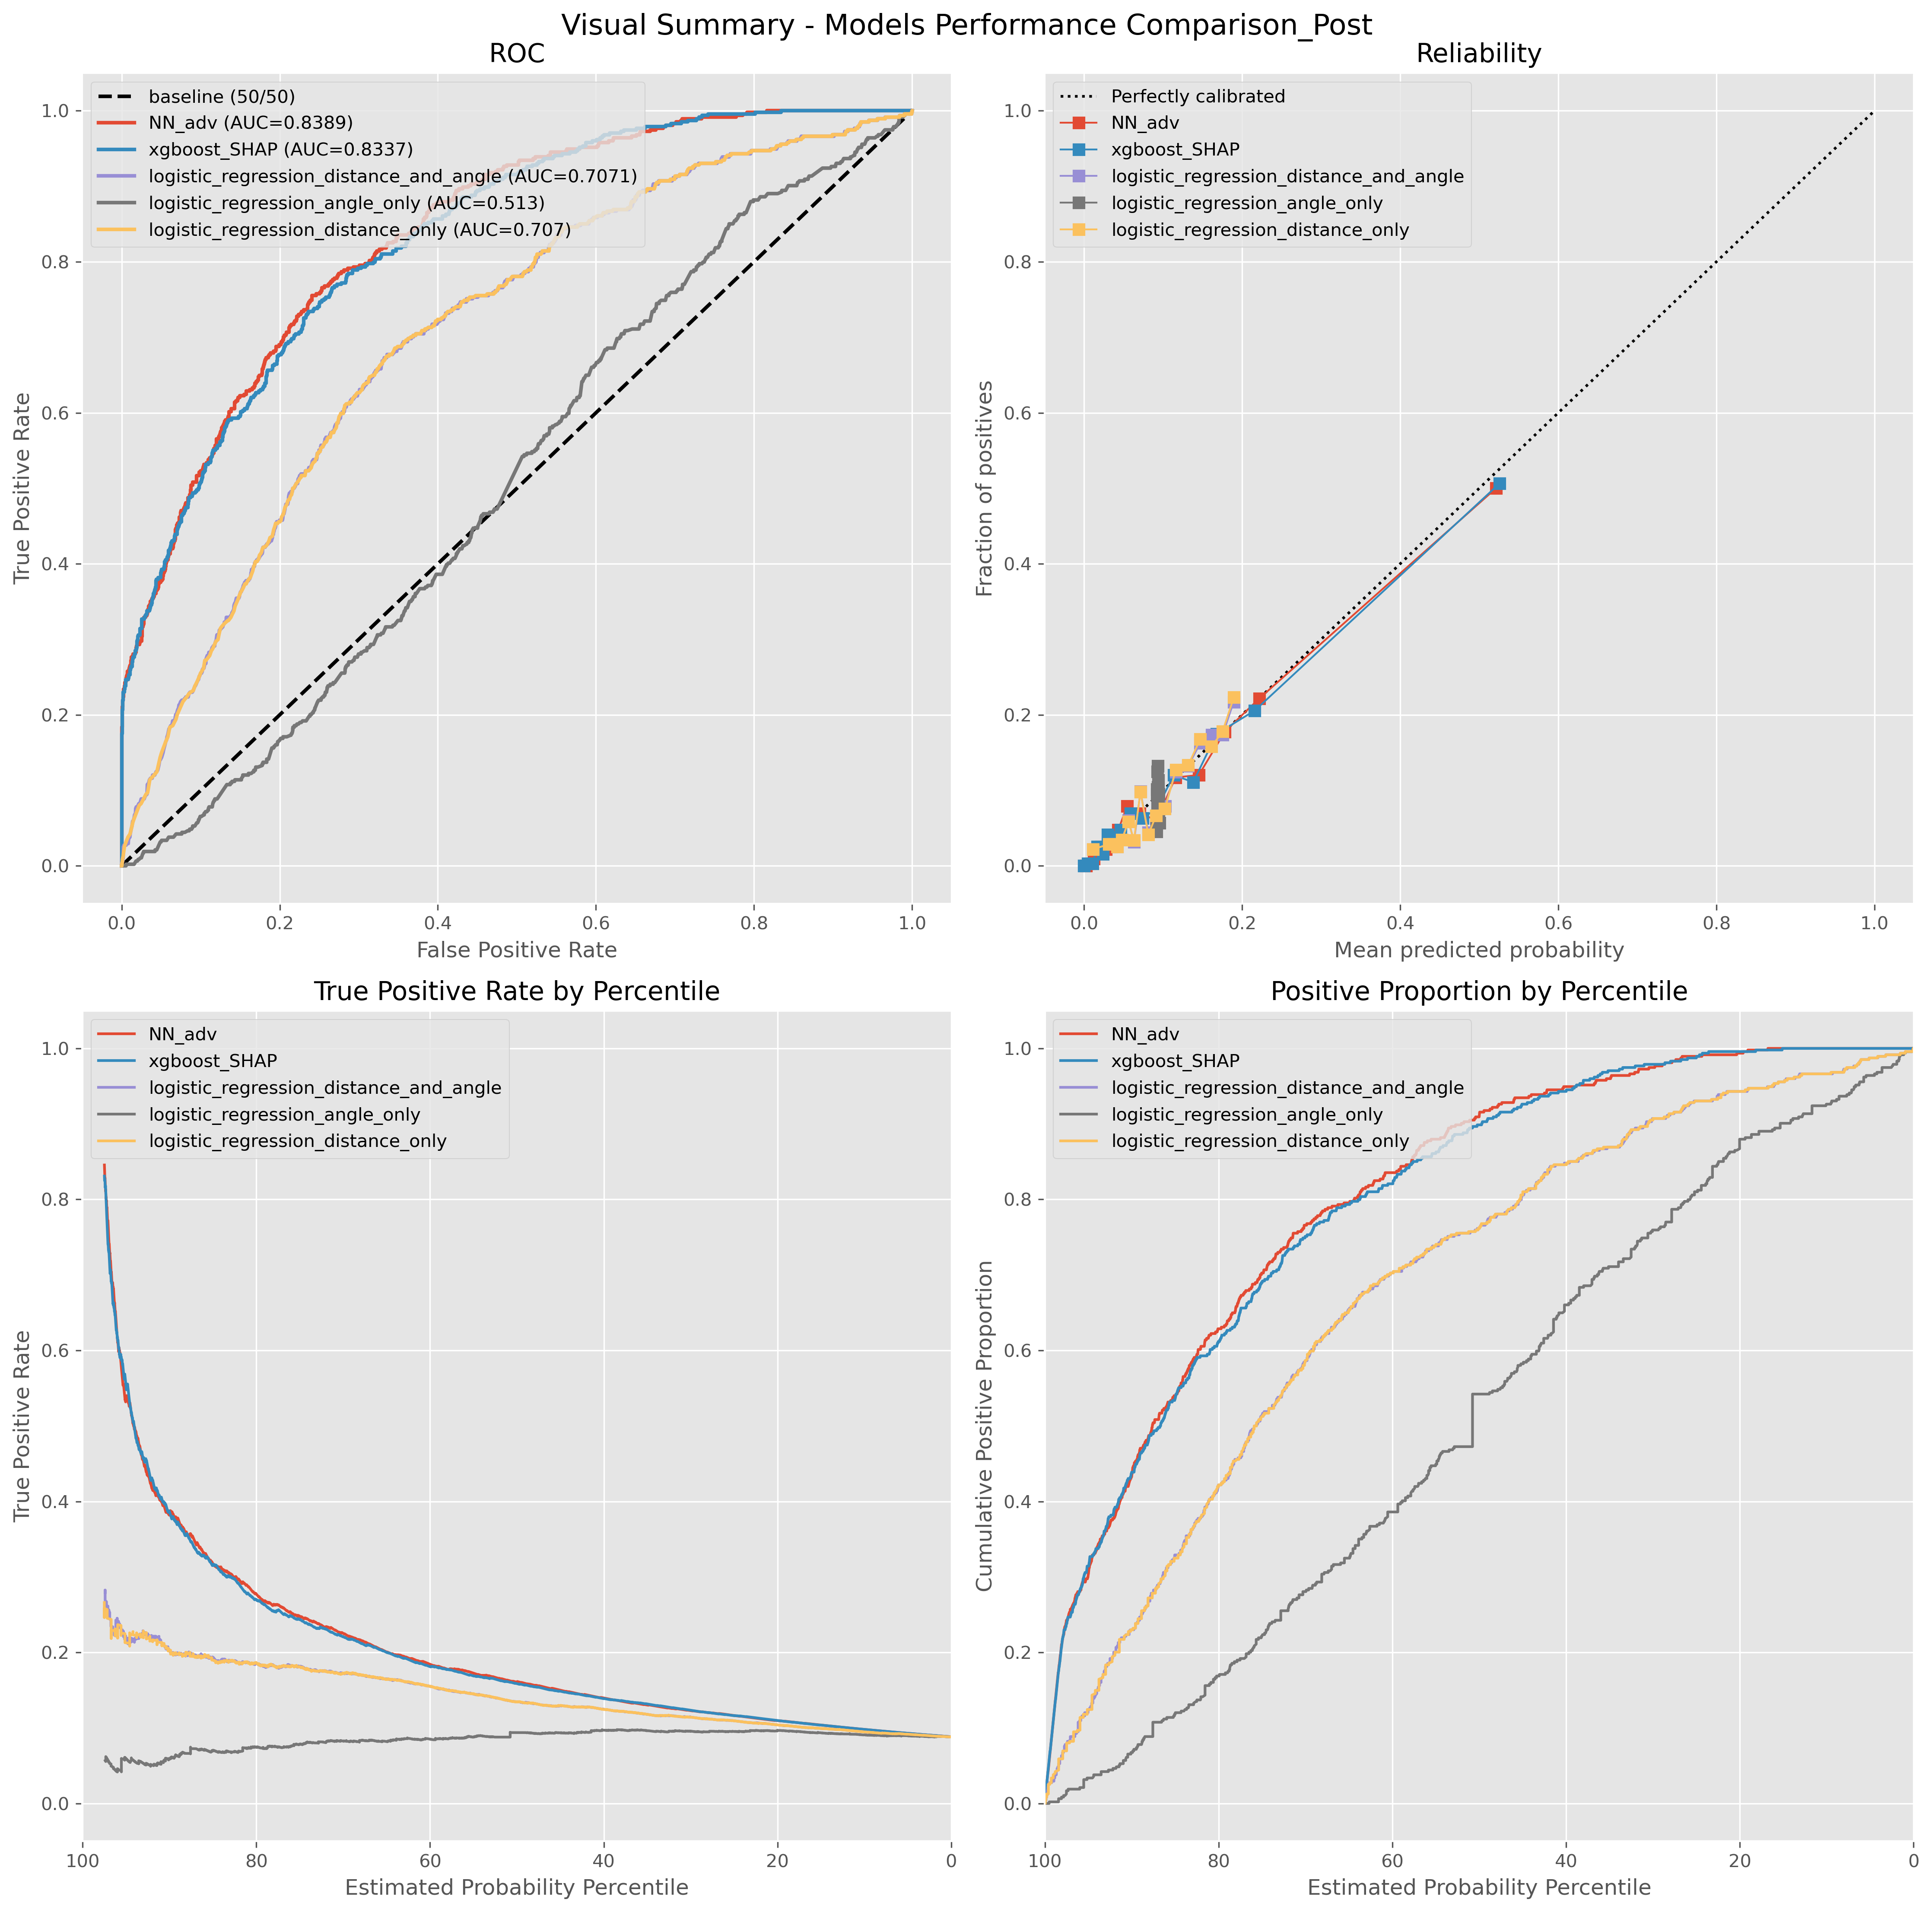 Visual Summary - Models Performance Comparison_Post
ROC
1.0
0.8
0.6
0.4
0.2
0.0
True Positive Rate
baseline (50/50)
NN_adv (AUC=0.8389)
xgboost_SHAP (AUC=0.8337)
logistic_regression_distance_and_angle (AUC=0.7071)
logistic_regression_angle_only (AUC=0.513)
logistic_regression_distance_only (AUC=0.707)
0.0 0.2 0.4 0.6 0.8 1.0
False Positive Rate
Reliability
1.0
0.8
0.6
0.4
0.2
0.0
Fraction of positives
Perfectly calibrated
NN_adv
xgboost_SHAP
logistic_regression_distance_and_angle
logistic_regression_angle_only
logistic_regression_distance_only
0.0 0.2 0.4 0.6 0.8 1.0
Mean predicted probability
True Positive Rate by Percentile
1.0
0.8
0.6
0.4
0.2
0.0
True Positive Rate
NN_adv
xgboost_SHAP
logistic_regression_distance_and_angle
logistic_regression_angle_only
logistic_regression_distance_only
100 80 60 40 20 0
Estimated Probability Percentile
Positive Proportion by Percentile
1.0
0.8
0.6
0.4
0.2
0.0
Cumulative Positive Proportion
NN_adv
xgboost_SHAP
logistic_regression_distance_and_angle
logistic_regression_angle_only
logistic_regression_distance_only
100 80 60 40 20 0
Estimated Probability Percentile